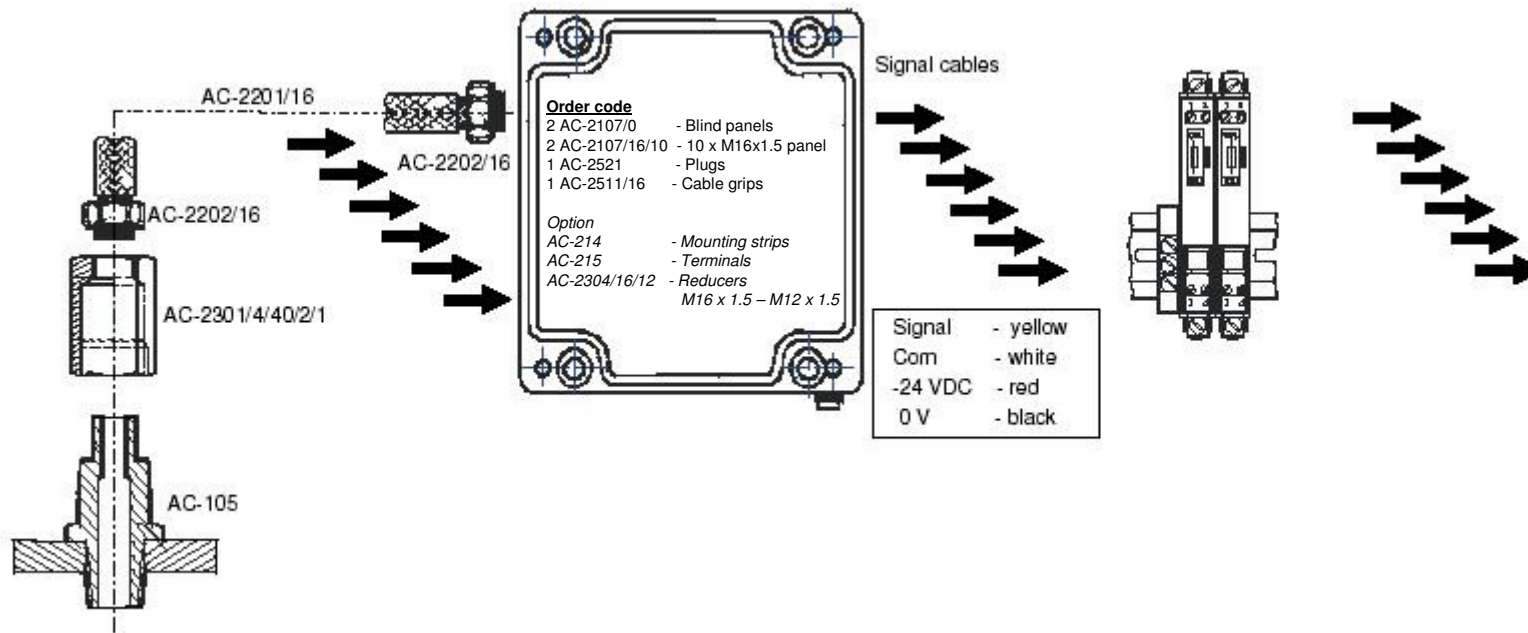 AC-2201/16
AC-2202/16
AC-2202/16
AC-2301/4/40/2/1
AC-105
Order code
2 AC-2107/0 - Blind panels
2 AC-2107/16/10 - 10 x M16x1.5 panel
1 AC-2521 - Plugs
1 AC-2511/16 - Cable grips
Option
AC-214 - Mounting strips
AC-215 - Terminals
AC-2304/16/12 - Reducers
M16 x 1.5 – M12 x 1.5
Signal cables
Signal - yellow
Com - white
-24 VDC - red
0 V - black